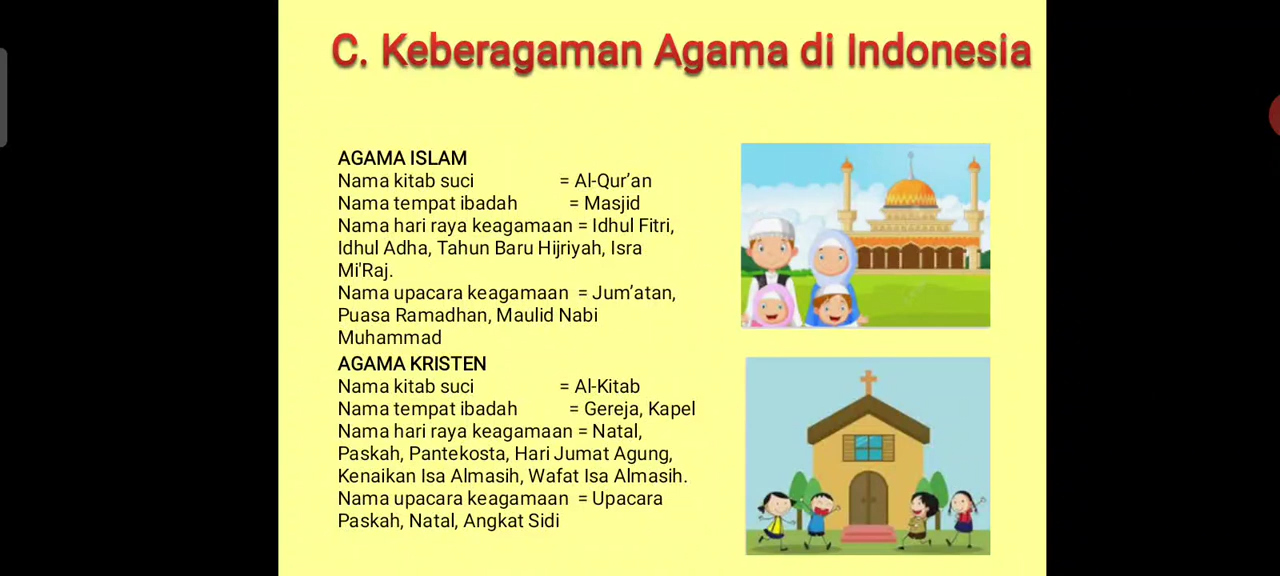 C. Keberagaman Agama di Indonesia
AGAMA ISLAM
Nama kitab suci = Al-Qur’an
Nama tempat ibadah = Masjid
Nama hari raya keagamaan = Idhul Fitri,
Idhul Adha, Tahun Baru Hijriyah, Isra
Mi'Raj.
Nama upacara keagamaan = Jum’atan,
Puasa Ramadhan, Maulid Nabi
Muhammad
AGAMA KRISTEN
Nama kitab suci = Al-Kitab
Nama tempat ibadah = Gereja, Kapel
Nama hari raya keagamaan = Natal,
Paskah, Pantekosta, Hari Jumat Agung,
Kenaikan Isa Almasih, Wafat Isa Almasih.
Nama upacara keagamaan = Upacara
Paskah, Natal, Angkat Sidi